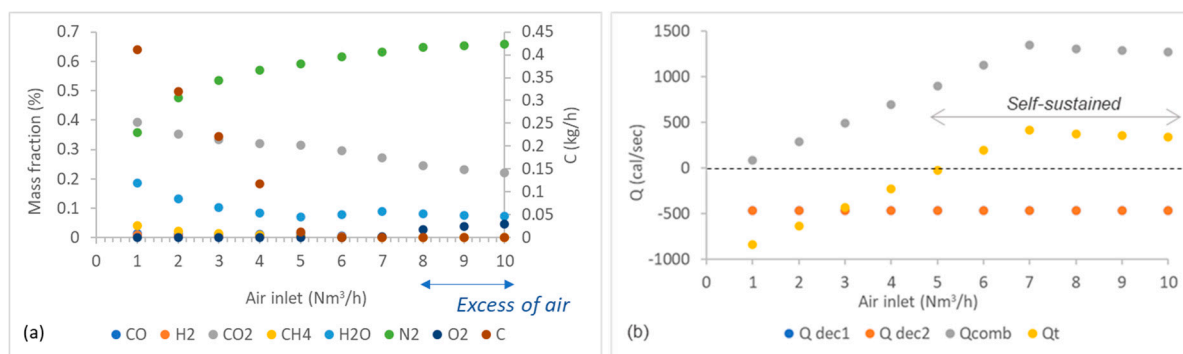 0.7 0.45
0.6 0.4
0.5 0.35
0.4 0.3
0.3 0.25
0.2 0.2
0.1 0.15
0 0.1
0.05
0
Mass fraction (%)
C (kg/h)
0 1 2 3 4 5 6 7 8 9 10
Air inlet (Nm³/h)
Excess of air
(a)
CO H2 CO2 CH4 H2O N2 O2 C
1500
1000
500
0
-500
-1000
Q (cal/sec)
Self-sustained
0 1 2 3 4 5 6 7 8 9 10
Air inlet (Nm³/h)
(b)
Q dec1 Q dec2 Qcomb Qt